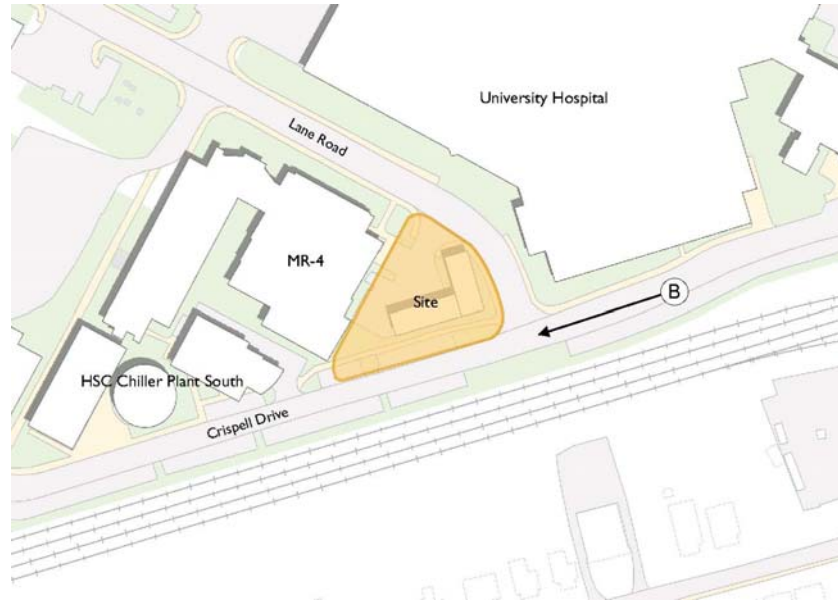 University Hospital
Lane Road
MR-4
Site
B
HSC Chiller Plant South
Crispell Drive